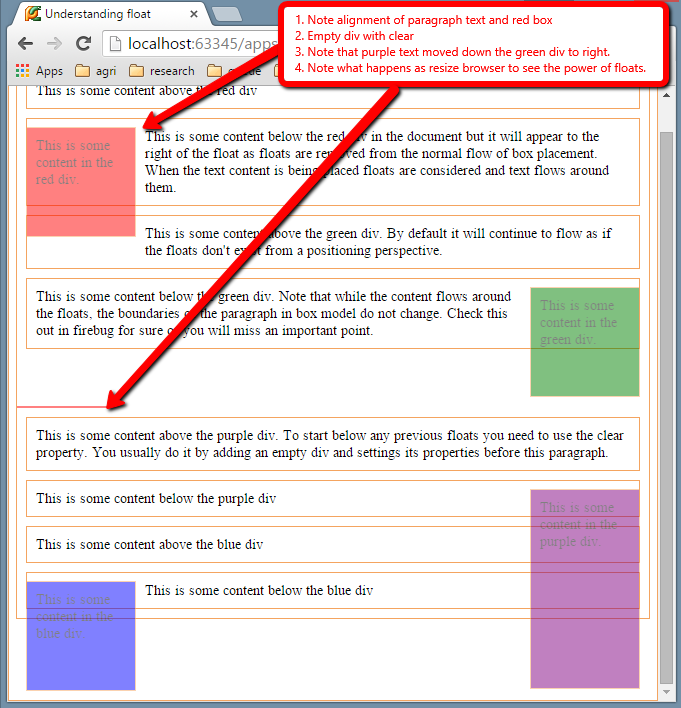 Understanding float
1. Note alignment of paragraph text and red box
2. Empty div with clear
3. Note that purple text moved down the green div to right.
4. Note what happens as resize browser to see the power of floats.
localhost:63345/apps
Apps
agri
research
This is some content above the red div
This is some
content in the
red div.
This is some content below the red div in the document but it will appear to the
right of the float as floats are removed from the normal flow of box placement.
When the text content is being placed floats are considered and text flows around
them.
This is some content above the green div. By default it will continue to flow as if
the floats don't exist from a positioning perspective.
This is some content below the green div. Note that while the content flows around
the floats, the boundaries of the paragraph in box model do not change. Check this
out in firebug for sure or you will miss an important point.
This is some
content in the
green div.
This is some content above the purple div. To start below any previous floats you need to use the clear
property. You usually do it by adding an empty div and settings its properties before this paragraph.
This is some content below the purple div
This is some
content in the
purple div.
This is some content above the blue div
This is some content below the blue div
This is some
content in the
blue div.